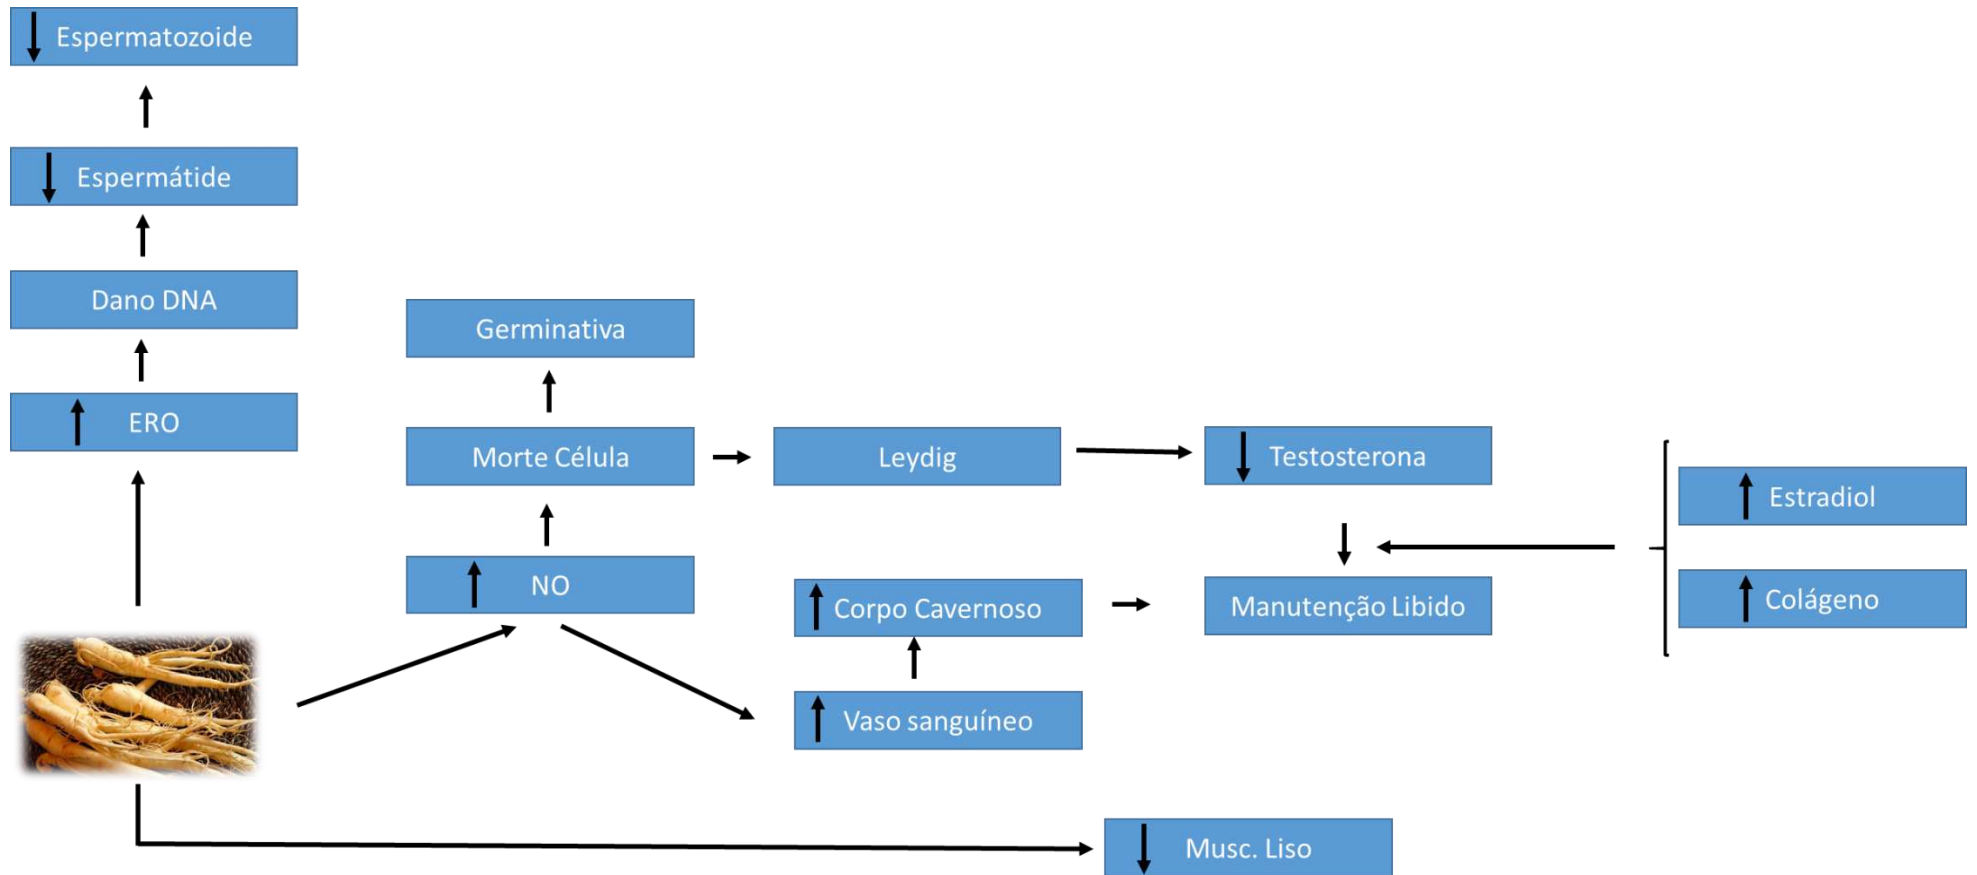 Espermatozoide
Espermátide
Dano DNA
ERO
Germinativa
Morte Célula
NO
Leydig
Testosterona
Corpo Cavernoso
Manutenção Libido
Vaso sanguíneo
Estradiol
Colágeno
Musc. Liso